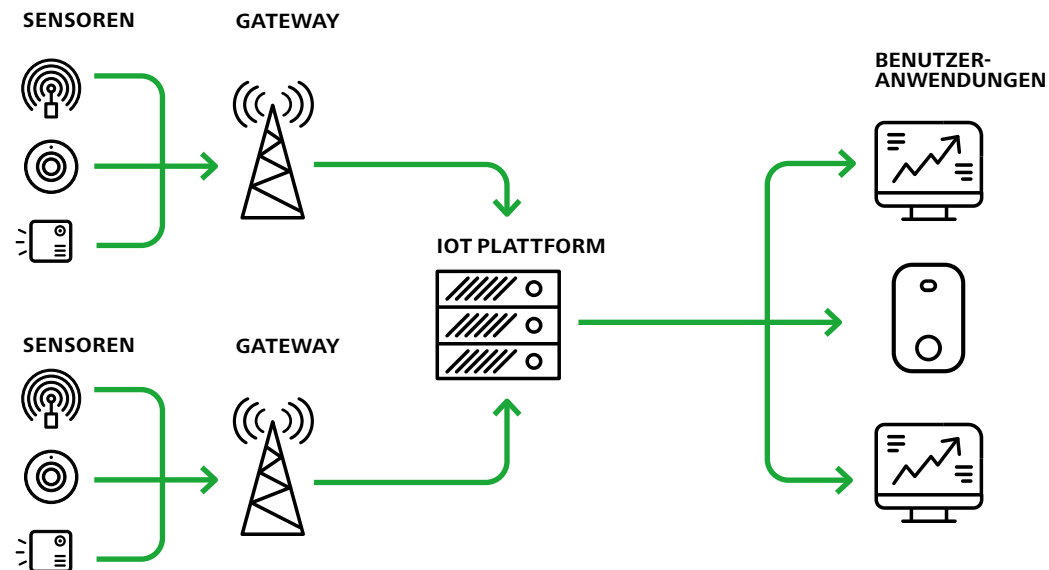 SENSOREN
GATEWAY
BENUTZER-
ANWENDUNGEN
IOT PLATTFORM
SENSOREN
GATEWAY